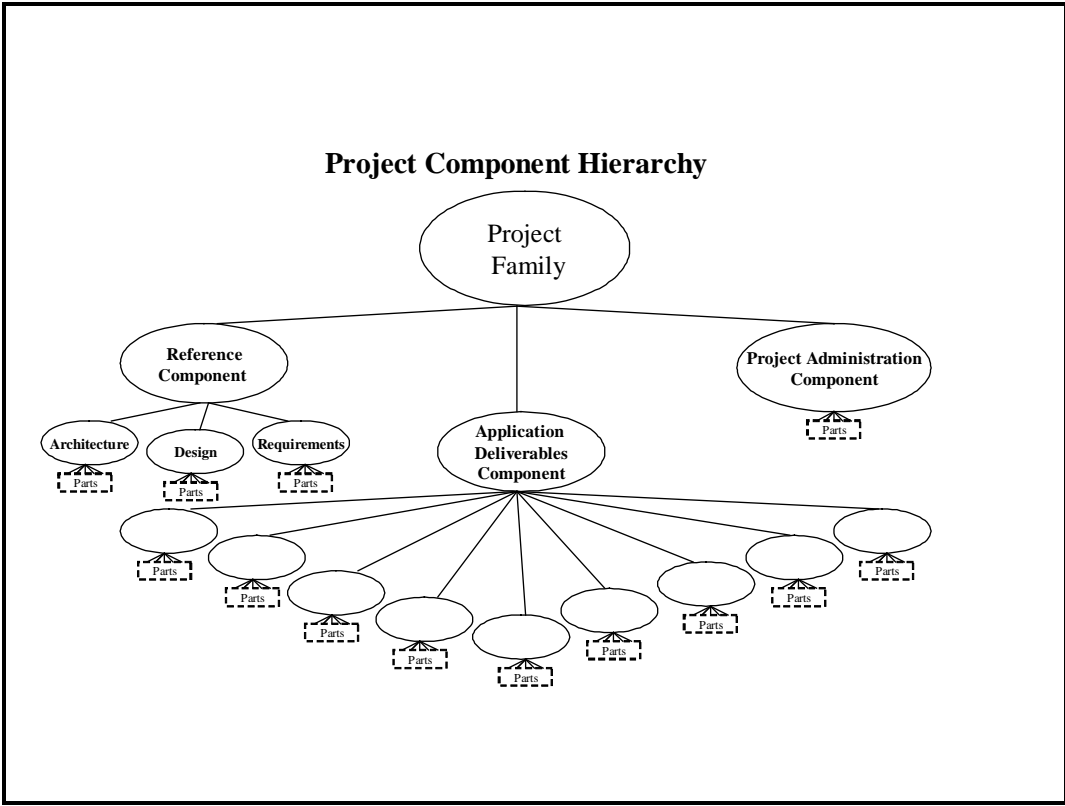 Project Component Hierarchy
Project
Family
Reference
Component
Project Administration
Component
Parts
Architecture
Parts
Design
Parts
Requirements
Parts
Application
Deliverables
Component
Parts
Parts
Parts
Parts
Parts
Parts
Parts
Parts
Parts